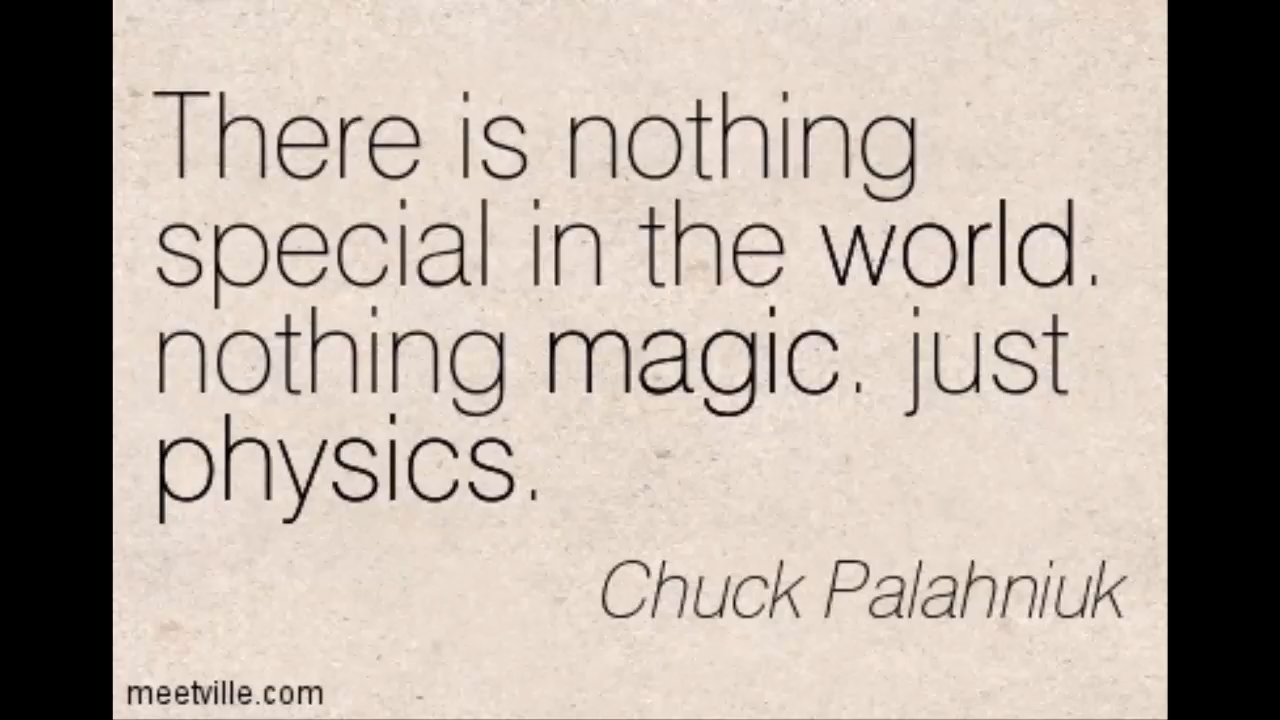 There is nothing
special in the world.
nothing magic. just
physics.
Chuck Palahniuk
meetville.com